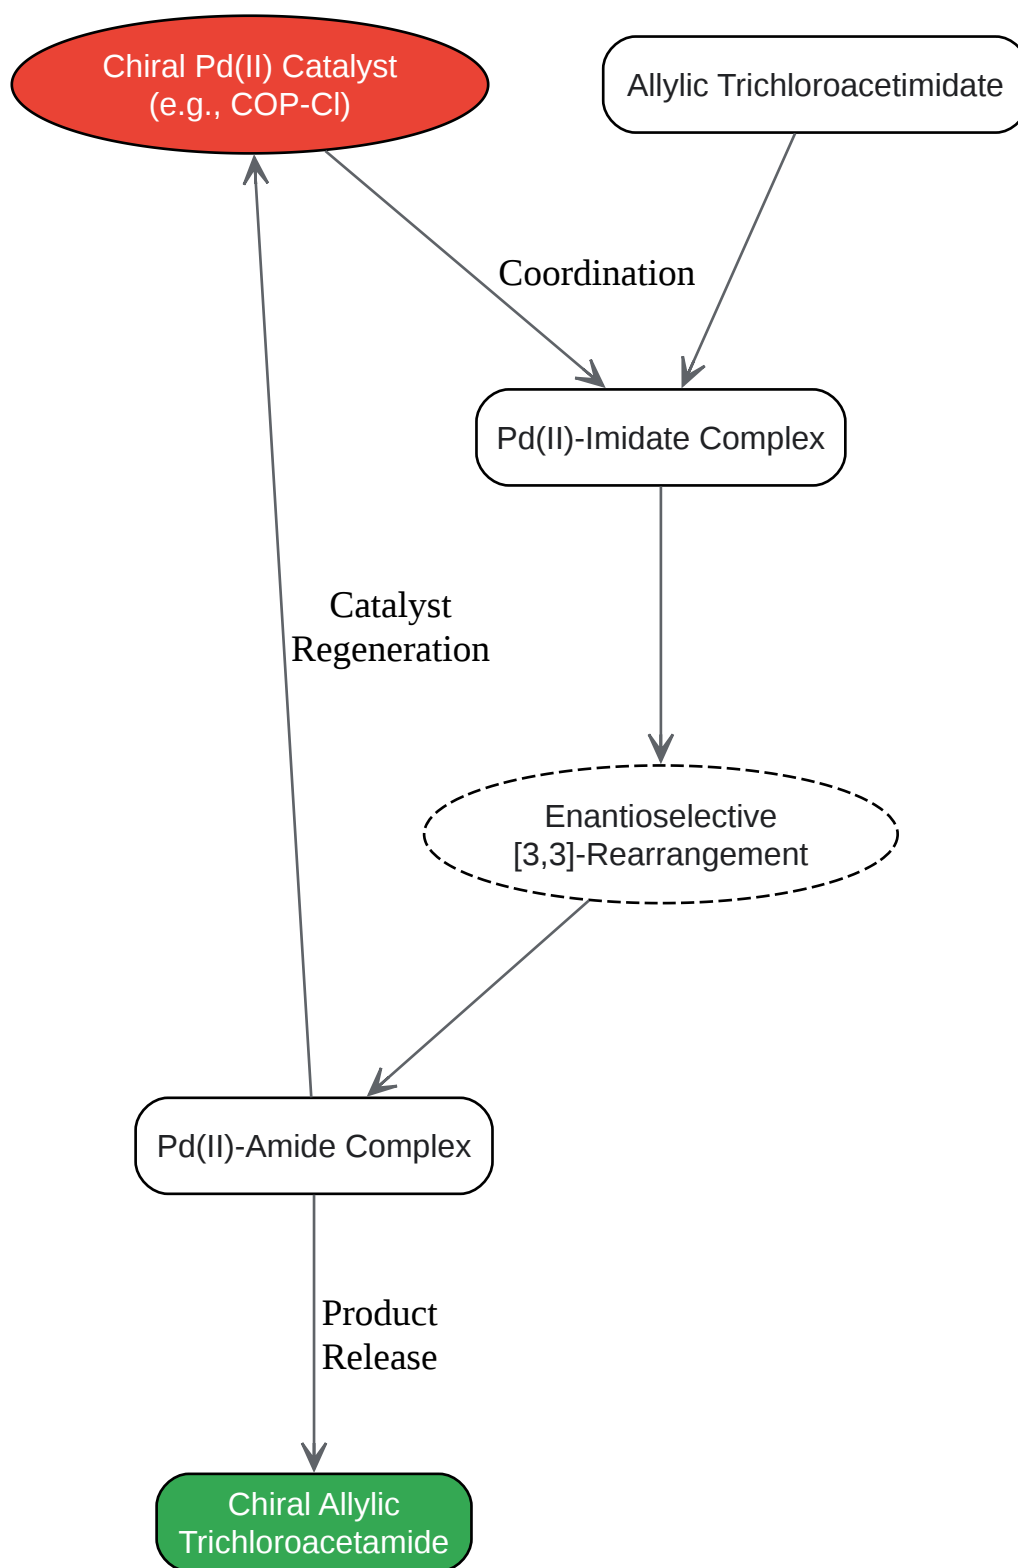 Chiral Pd(II) Catalyst
(e.g., COP-Cl)
Allylic Trichloroacetimidate
Coordination
Pd(II)-Imidate Complex
Catalyst
Regeneration
Enantioselective
[3,3]-Rearrangement
Pd(II)-Amide Complex
Product
Release
Chiral Allylic
Trichloroacetamide